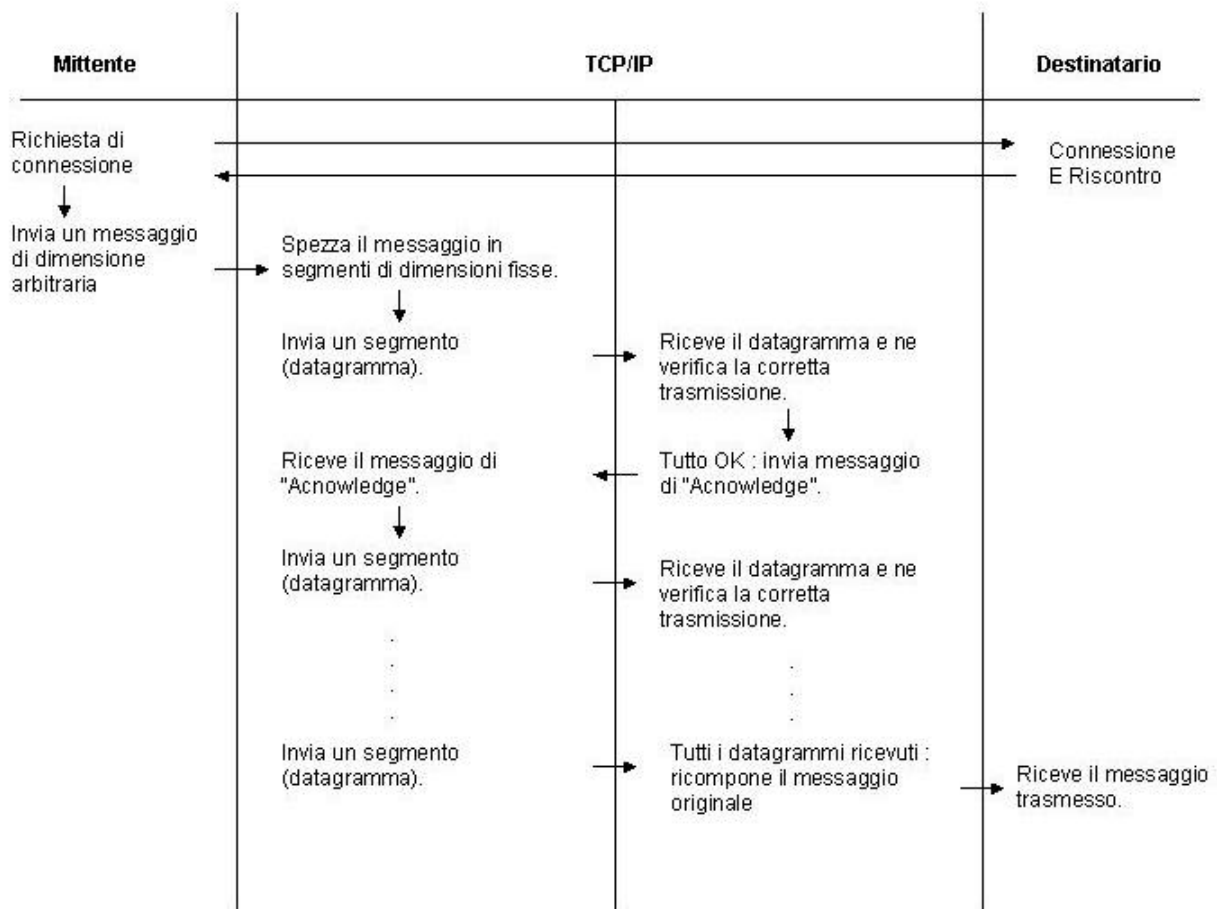 Mittente
TCP/IP
Destinatario
Richiesta di
connessione
Connessione
E Riscontro
Invia un messaggio
di dimensione
arbitraria
Spezza il messaggio in
segmenti di dimensioni fisse.
Invia un segmento
(datagramma).
Riceve il datagramma e ne
verifica la corretta
trasmissione.
Riceve il messaggio di
"Acnowledge".
Tutto OK : invia messaggio
di "Acnowledge".
Invia un segmento
(datagramma).
Riceve il datagramma e ne
verifica la corretta
trasmissione.
Invia un segmento
(datagramma).
Tutti i datagrammi ricevuti :
ricompone il messaggio
originale
Riceve il messaggio
trasmesso.